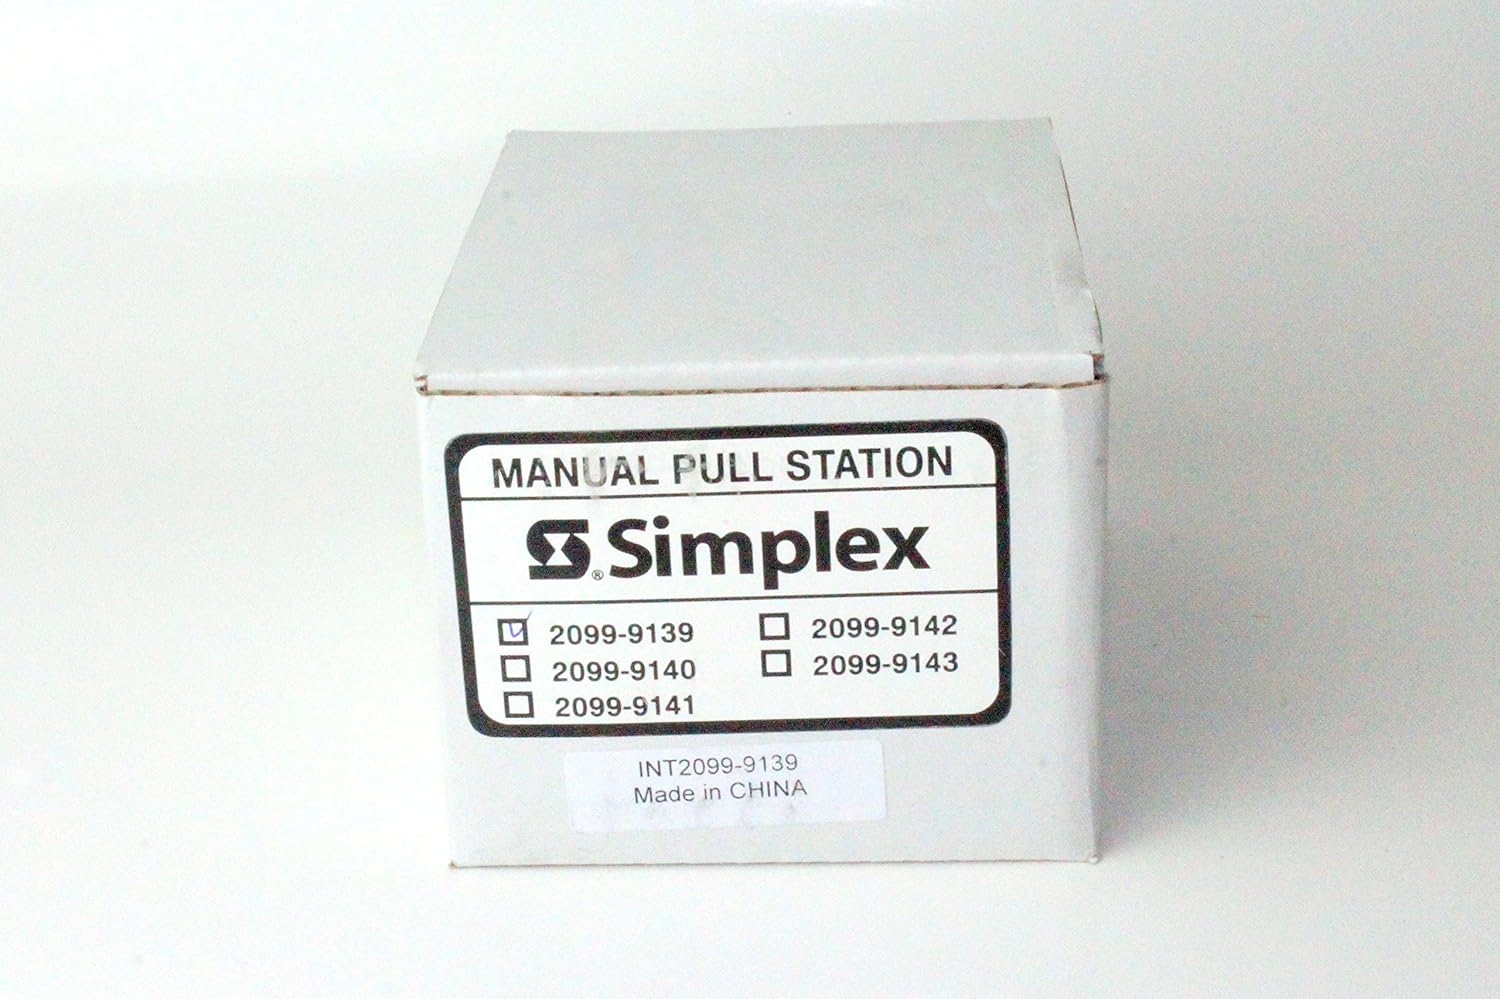 MANUAL PULL STATION
® Simplex
2099-9139 2099-9142
2099-9140 2099-9143
2099-9141
INT2099-9139
Made in CHINA